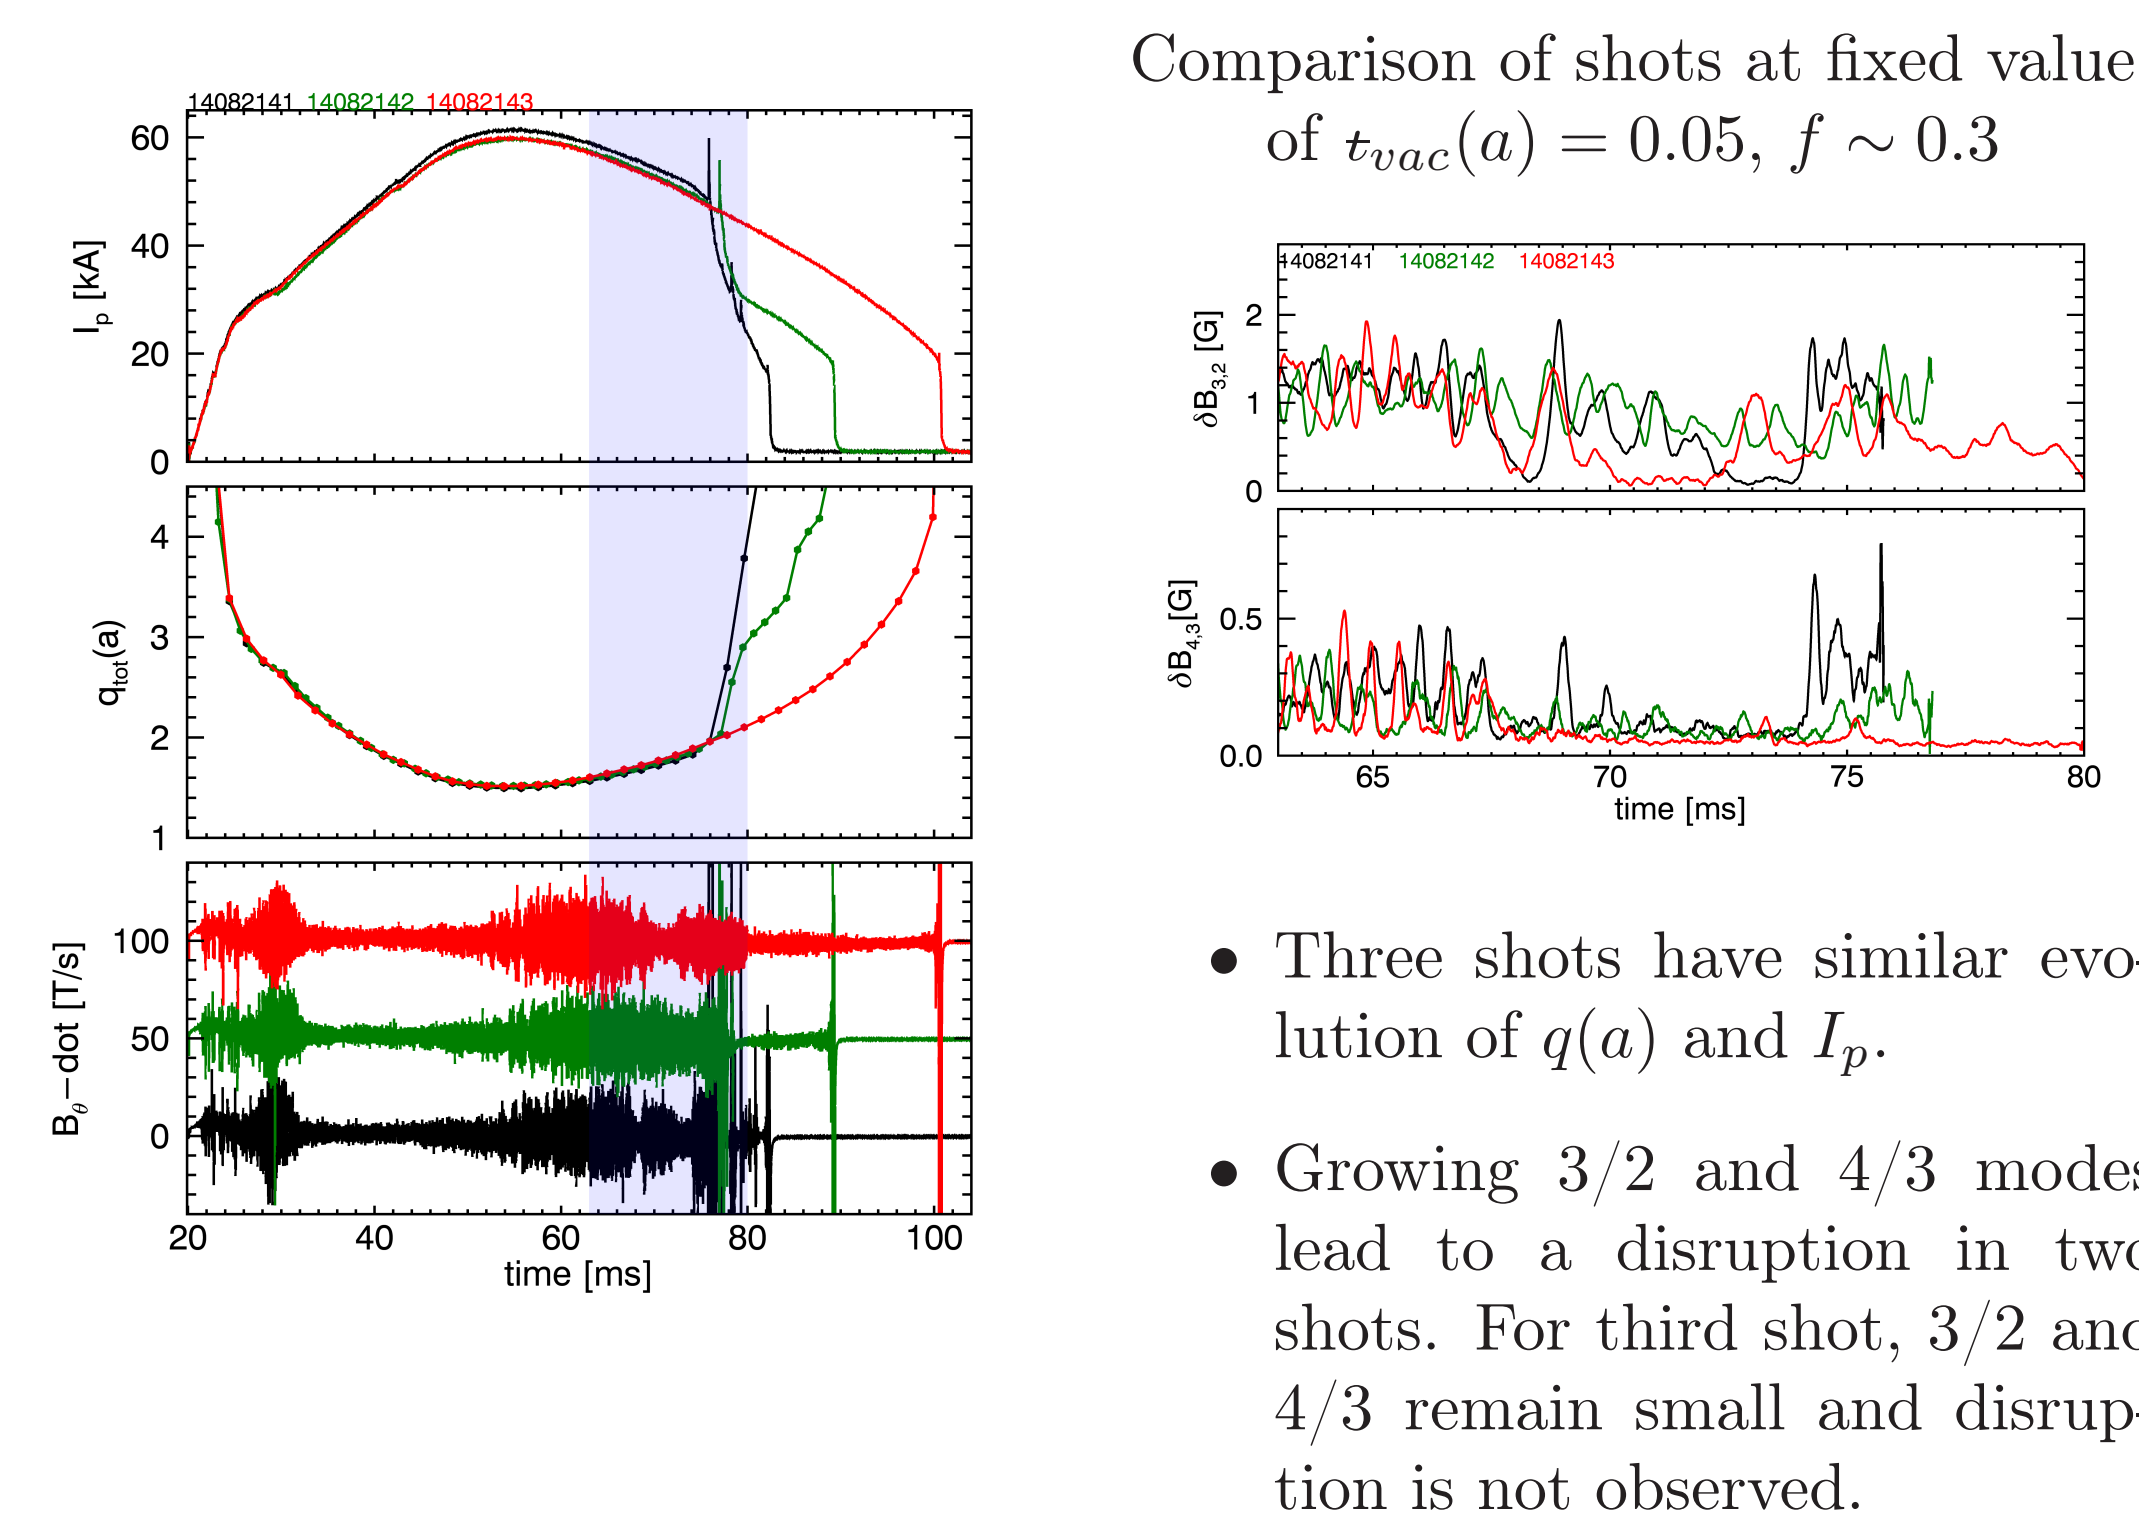 14082141 14082142 14082143
60
40
20
0
I_p [kA]
4
3
2
1
q_tot(a)
100
50
0
B_θ−dot [T/s]
20 40 60 80 100
time [ms]
Comparison of shots at fixed value
of ꞎ_vac(a) = 0.05, f ∼ 0.3
14082141 14082142 14082143
2
1
0
δB_3,2 [G]
0.5
0.0
δB_4,3[G]
65 70 75 80
time [ms]
• Three shots have similar evo-
lution of q(a) and I_p.
• Growing 3/2 and 4/3 modes
lead to a disruption in two
shots. For third shot, 3/2 and
4/3 remain small and disrup-
tion is not observed.